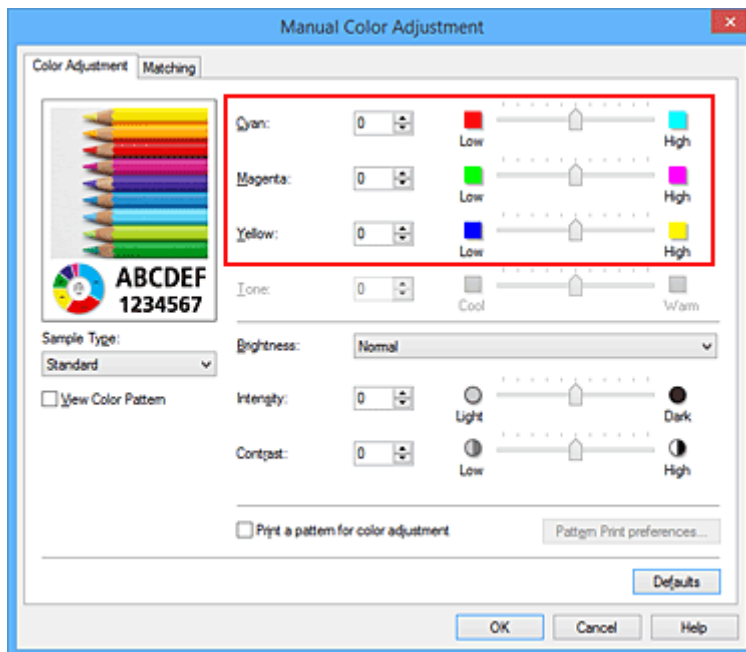 Manual Color Adjustment
Color Adjustment Matching
Cyan: 0 Low High
Magenta: 0 Low High
Yellow: 0 Low High
ABCDEF
1234567
Tone: 0 Cool Warm
Sample Type:
Standard
View Color Pattern
Brightness: Normal
Intensity: 0 Light Dark
Contrast: 0 Low High
Print a pattern for color adjustment Pattern Print preferences...
Defaults
OK Cancel Help